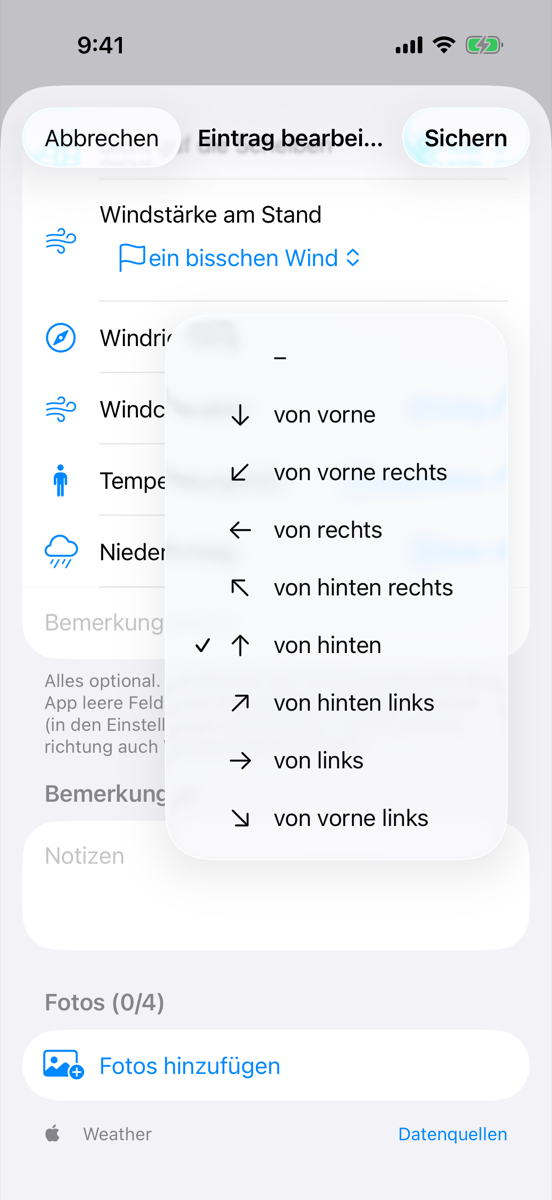 9:41
Abbrechen
Eintrag bearbei...
Sichern
Windstärke am Stand
ein bisschen Wind
Windri
Windc
Tempe
Nieder
Bemerkung
–
von vorne
von vorne rechts
von rechts
von hinten rechts
von hinten
von hinten links
von links
von vorne links
Alles optional.
App leere Feld
(in den Einstell
richtung auch
Bemerkung
Notizen
Fotos (0/4)
Fotos hinzufügen
Weather
Datenquellen